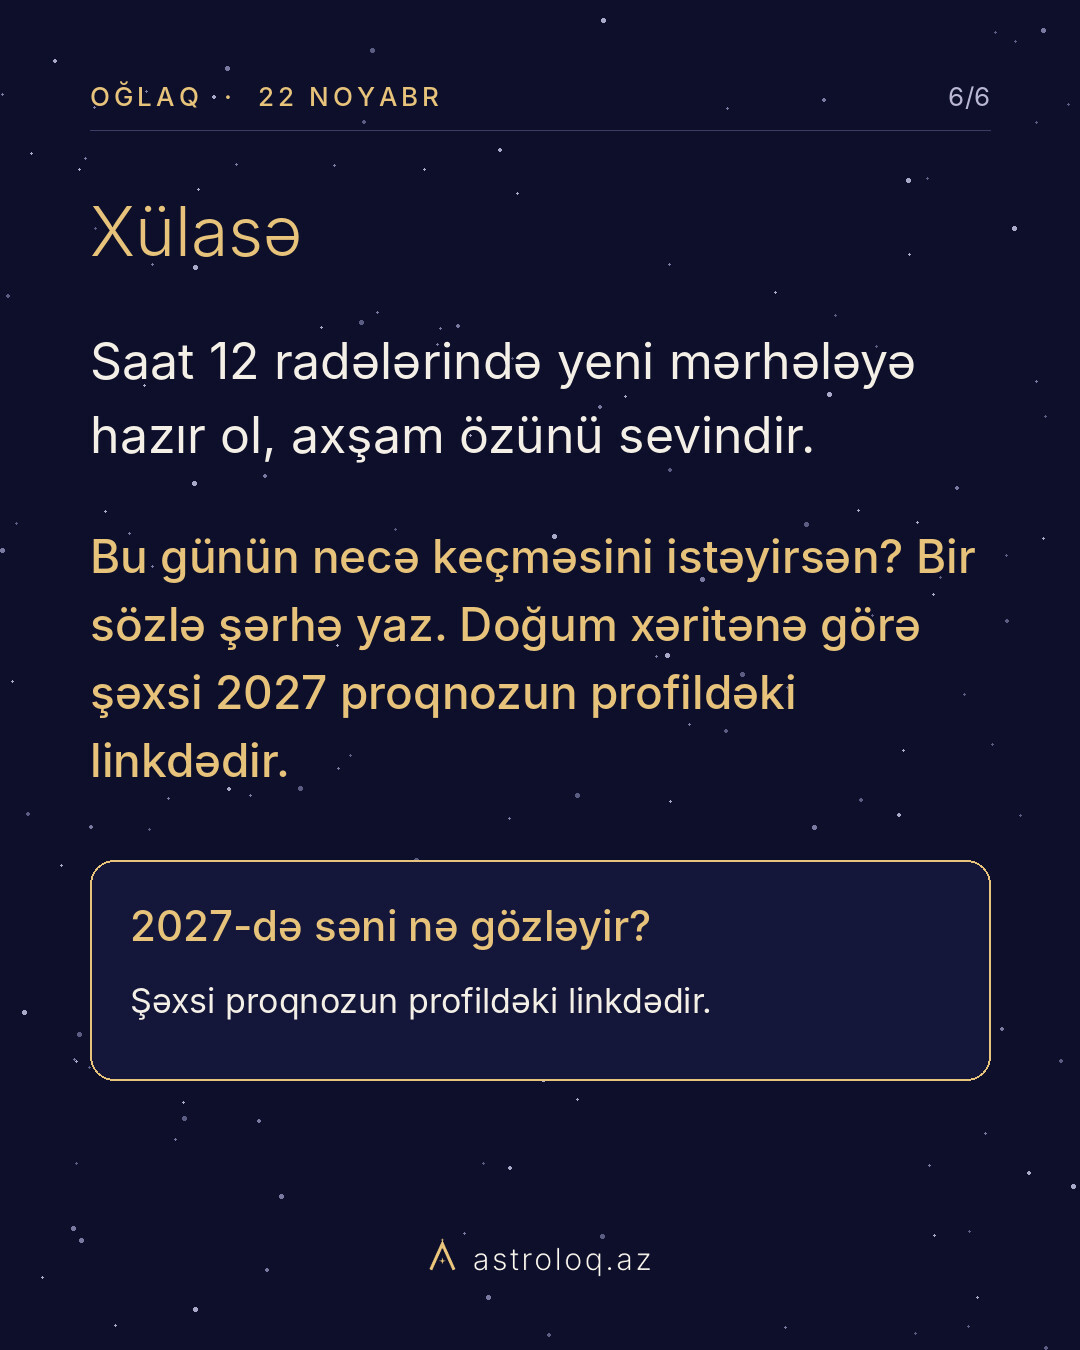 OĞLAQ · 22 NOYABR
6/6
Xülasə
Saat 12 radələrində yeni mərhələyə
hazır ol, axşam özünü sevindir.
Bu günün necə keçməsini istəyirsən? Bir
sözlə şərhə yaz. Doğum xəritənə görə
şəxsi 2027 proqnozun profildəki
linkdədir.
2027-də səni nə gözləyir?
Şəxsi proqnozun profildəki linkdədir.
astroloq.az